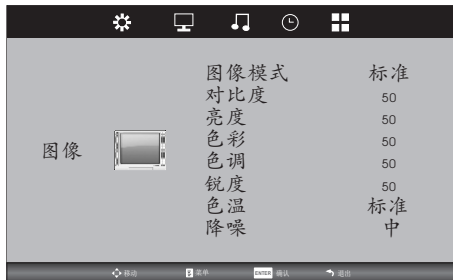 图像模式 标准
对比度 50
亮度 50
色彩 50
图像
色调 50
锐度 50
色温 标准
降噪 中
移动 菜单 ENTER 确认 退出